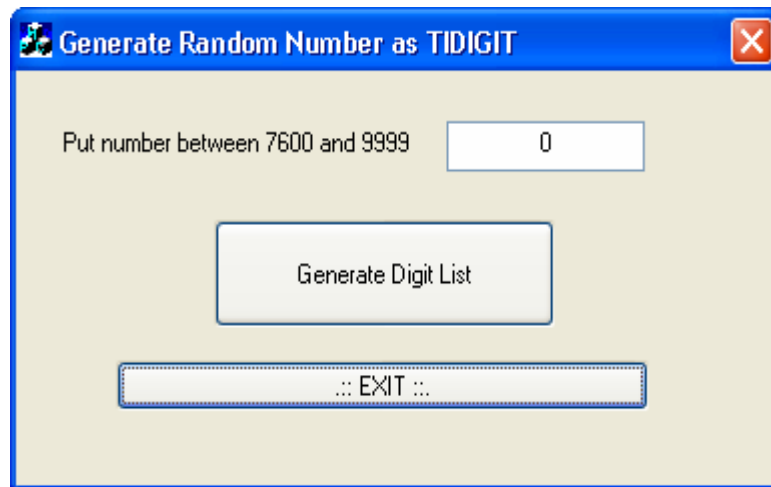 Generate Random Number as TIDIGIT
Put number between 7600 and 9999 0
Generate Digit List
.:: EXIT ::.